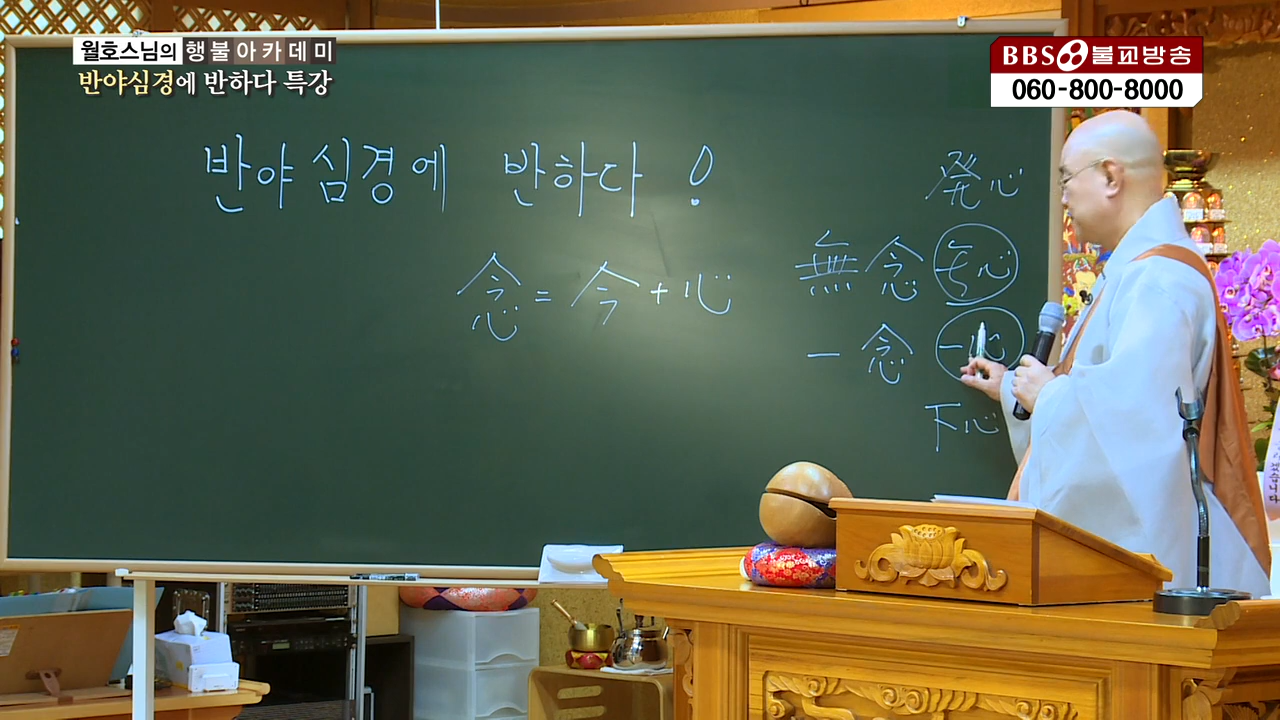 월호스님의 행불아카데미
반야심경에 반하다 특강
BBS 불교방송
060-800-8000
반야심경에 반하다 !
発心
無念 無心
念 = 今 + 心
一念 一心
下心